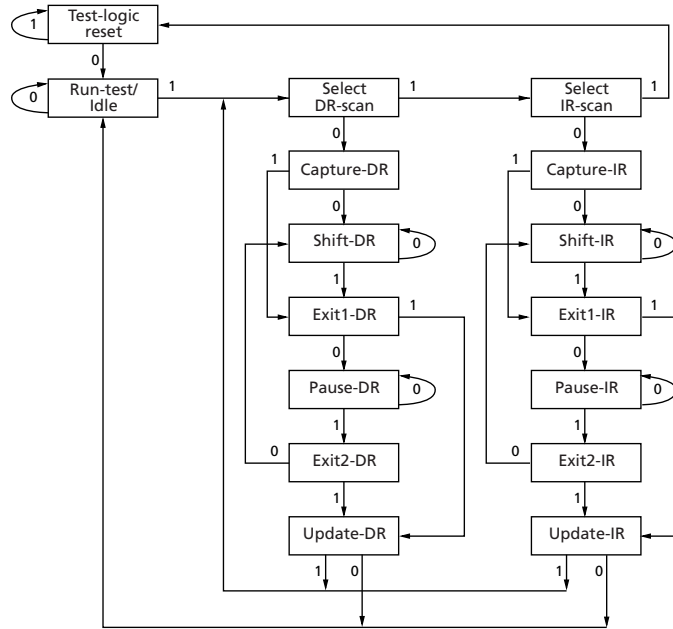 Test-logic
reset
1
0
Run-test/
Idle
0
1
Select
DR-scan
1
Select
IR-scan
1
0
0
1
Capture-DR
1
Capture-IR
0
0
Shift-DR
0
Shift-IR
0
1
1
Exit1-DR
1
Exit1-IR
1
0
0
Pause-DR
0
Pause-IR
0
1
1
0
Exit2-DR
0
Exit2-IR
1
1
Update-DR
Update-IR
1
0
1
0